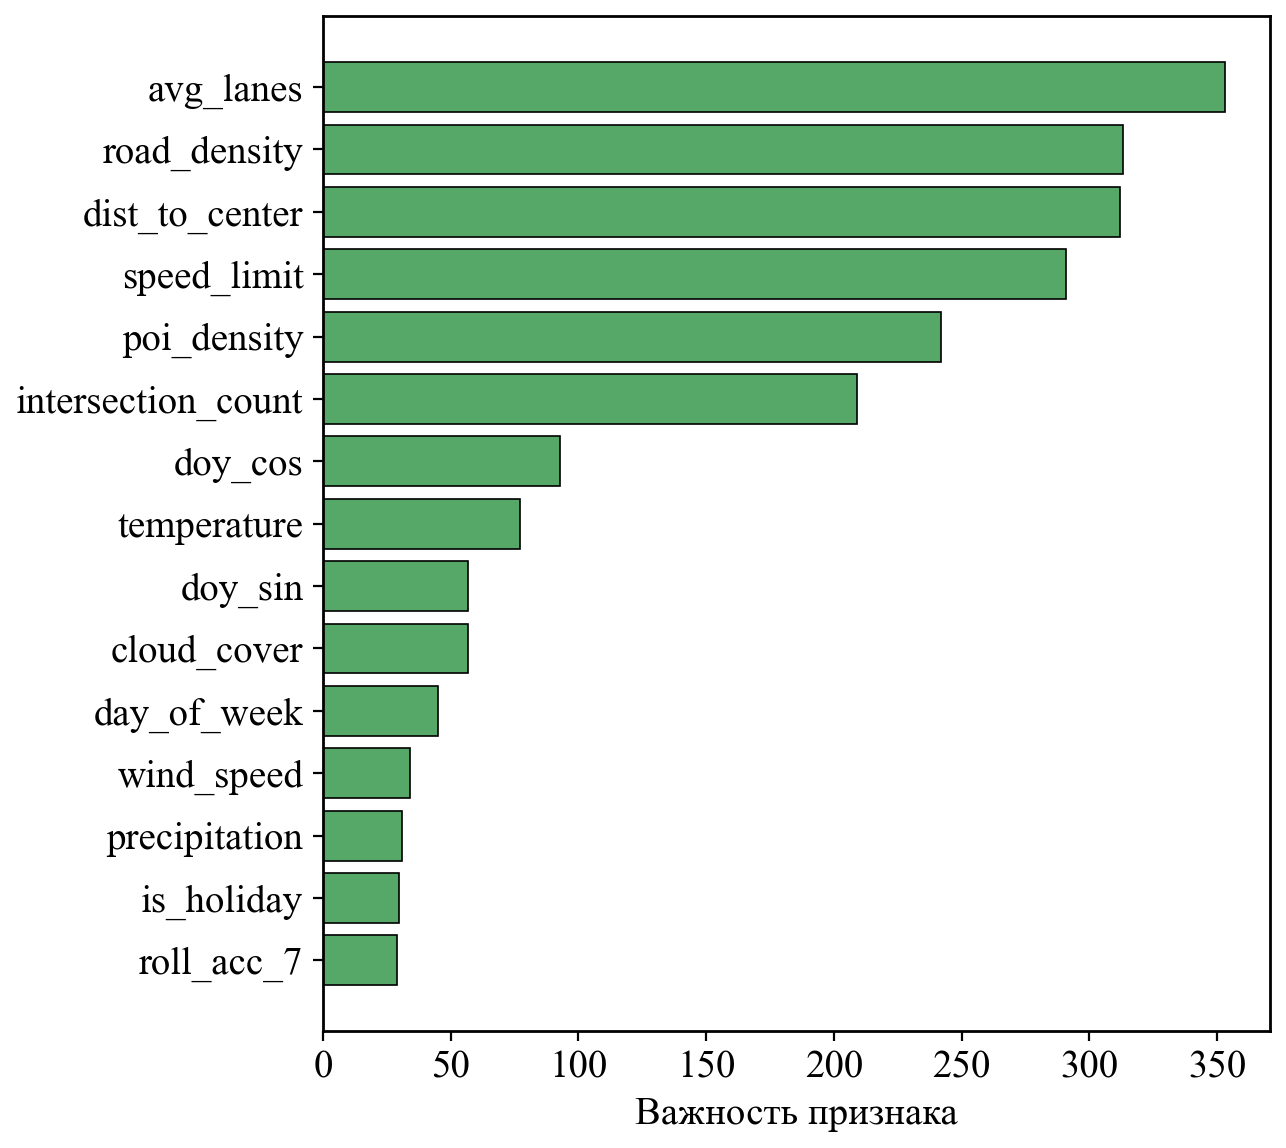 avg_lanes
road_density
dist_to_center
speed_limit
poi_density
intersection_count
doy_cos
temperature
doy_sin
cloud_cover
day_of_week
wind_speed
precipitation
is_holiday
roll_acc_7
0 50 100 150 200 250 300 350
Важность признака